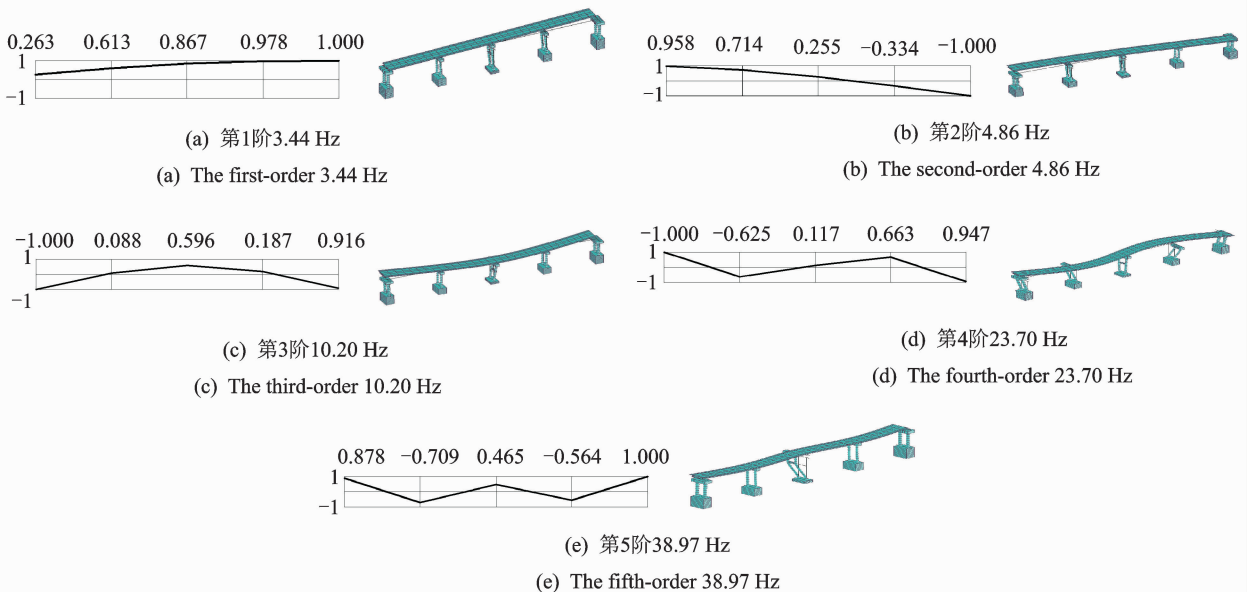 0.263 0.613 0.867 0.978 1.000
1
−1
(a) 第1阶3.44 Hz
(a) The first-order 3.44 Hz
0.958 0.714 0.255 −0.334 −1.000
1
−1
(b) 第2阶4.86 Hz
(b) The second-order 4.86 Hz
−1.000 0.088 0.596 0.187 0.916
1
−1
(c) 第3阶10.20 Hz
(c) The third-order 10.20 Hz
−1.000 −0.625 0.117 0.663 0.947
1
−1
(d) 第4阶23.70 Hz
(d) The fourth-order 23.70 Hz
0.878 −0.709 0.465 −0.564 1.000
1
−1
(e) 第5阶38.97 Hz
(e) The fifth-order 38.97 Hz